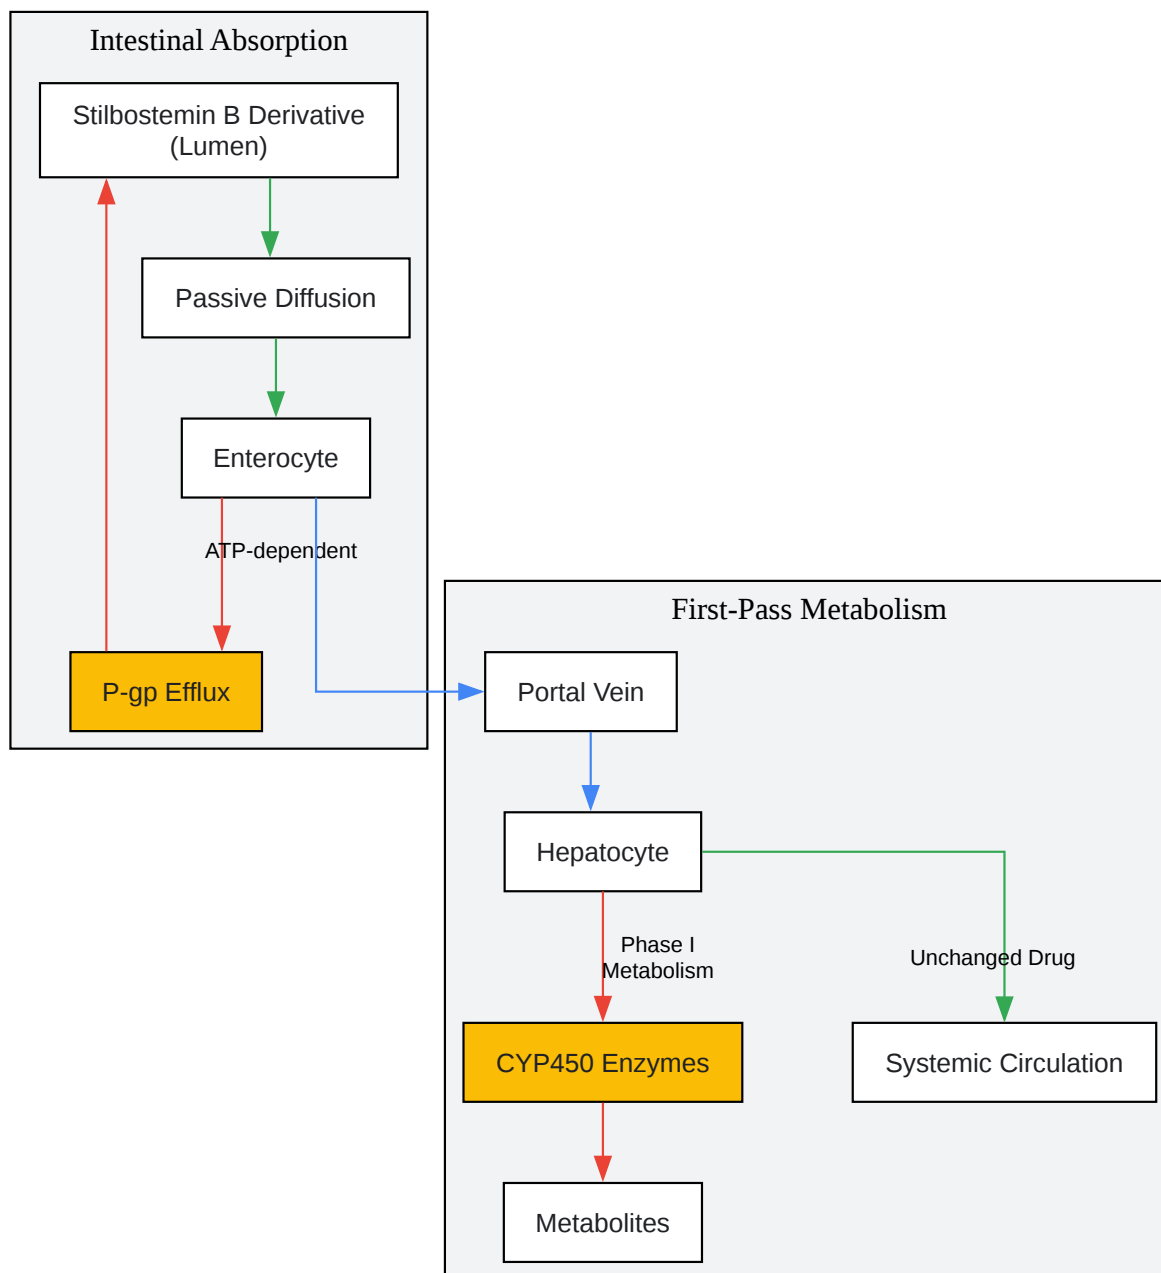 Intestinal Absorption
Stilbostemin B Derivative
(Lumen)
Passive Diffusion
Enterocyte
ATP-dependent
P-gp Efflux
First-Pass Metabolism
Portal Vein
Hepatocyte
Phase I
Metabolism
Unchanged Drug
CYP450 Enzymes
Systemic Circulation
Metabolites